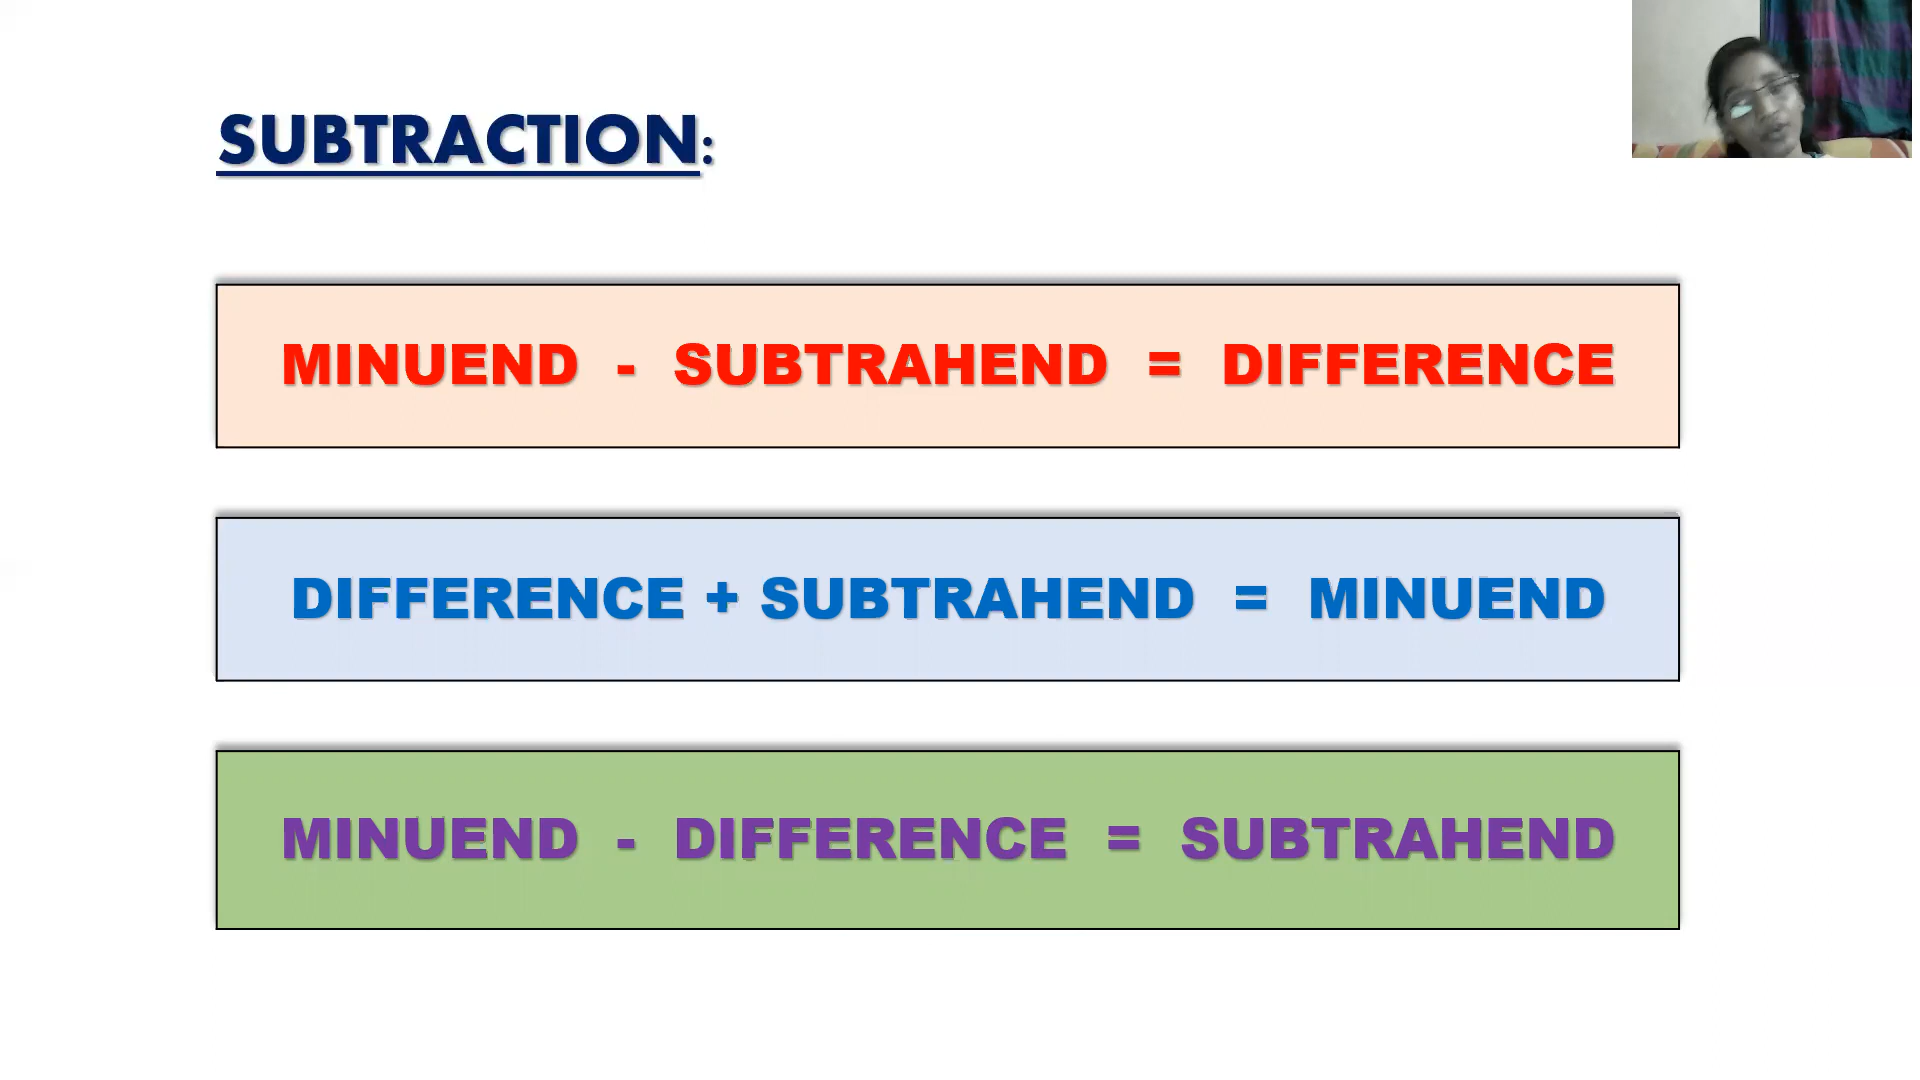 SUBTRACTION:
MINUEND - SUBTRAHEND = DIFFERENCE
DIFFERENCE + SUBTRAHEND = MINUEND
MINUEND - DIFFERENCE = SUBTRAHEND